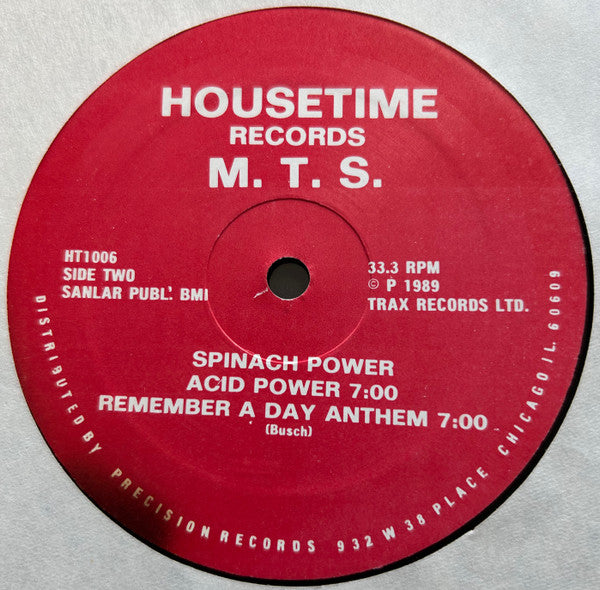 HOUSETIME
RECORDS
M. T. S.
HT1006
SIDE TWO
SANLAR PUBL. BMI
33.3 RPM
© P 1989
TRAX RECORDS LTD.
SPINACH POWER
ACID POWER 7:00
REMEMBER A DAY ANTHEM 7:00
(Busch)
DISTRIBUTED BY PRECISION RECORDS 932 W 38 PLACE CHICAGO IL. 60609